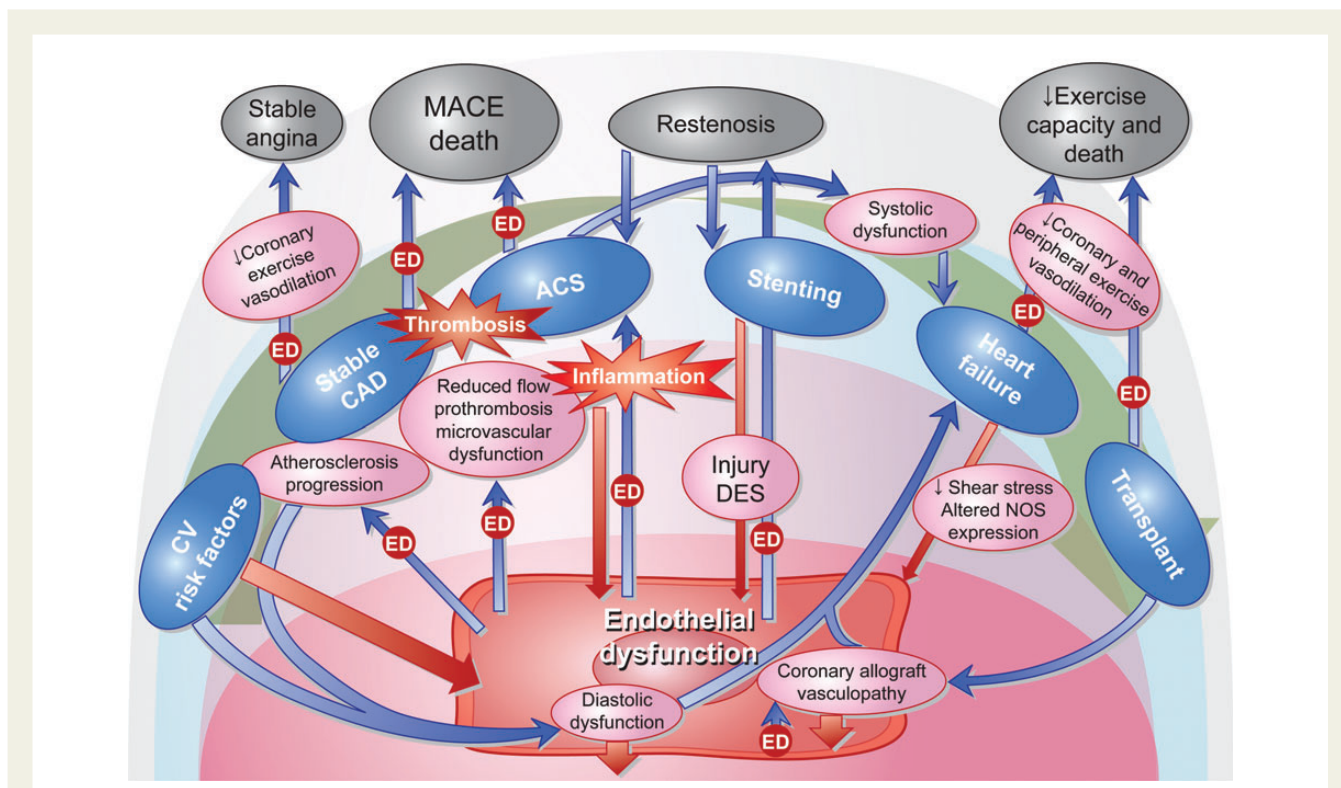 Stable
angina
MACE
death
Restenosis
↓Exercise
capacity and
death
↓Coronary
exercise
vasodilation
ED
ED
ED
Systolic
dysfunction
↓Coronary and
peripheral exercise
vasodilation
ED
ED
ACS
Stenting
Thrombosis
Stable
CAD
Inflammation
Heart
failure
Reduced flow
prothrombosis
microvascular
dysfunction
Atherosclerosis
progression
Injury
DES
↓ Shear stress
Altered NOS
expression
CV
risk factors
Transplant
ED
ED
ED
ED
Endothelial
dysfunction
Diastolic
dysfunction
Coronary allograft
vasculopathy
ED